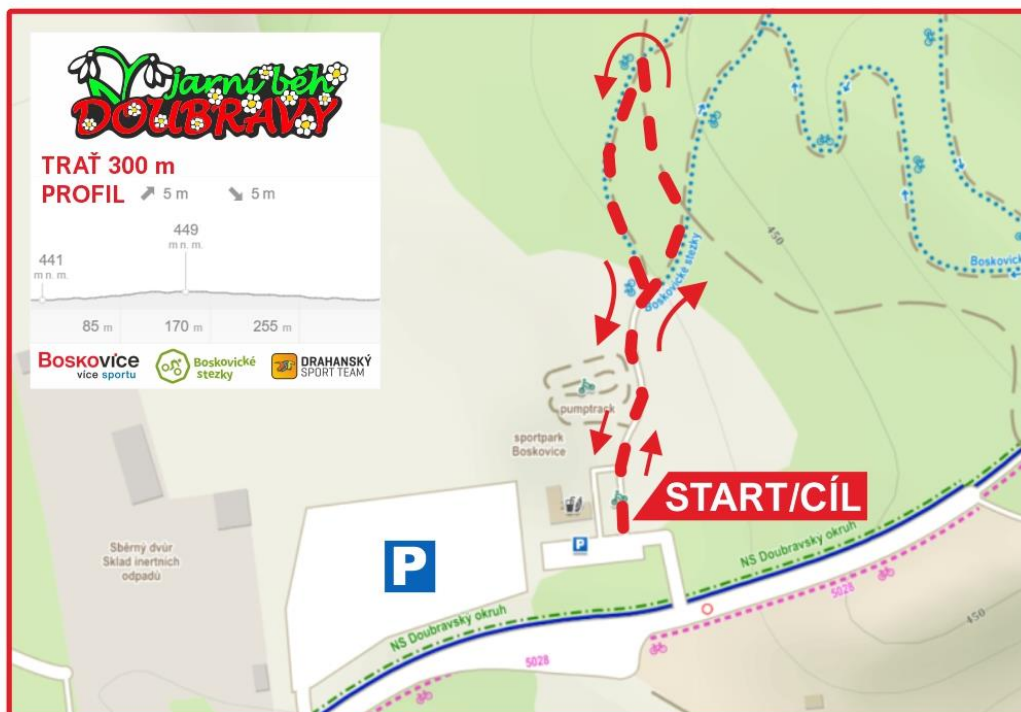 jarní běh
DOUBRAVY
TRAŤ 300 m
PROFIL 5 m 5 m
449
m n. m.
441
m n. m.
85 m 170 m 255 m
BOSKOVICE
více sportu
Boskovické
stezky
DRAHANSKÝ
SPORT TEAM
450
Boskovick
Boskovické stezky
pumptrack
sportpark
Boskovice
START/CÍL
P
P
Sběrný dvůr
Sklad inertních
odpadů
NS Doubravský okruh
NS Doubravský okruh
5028
5028
450